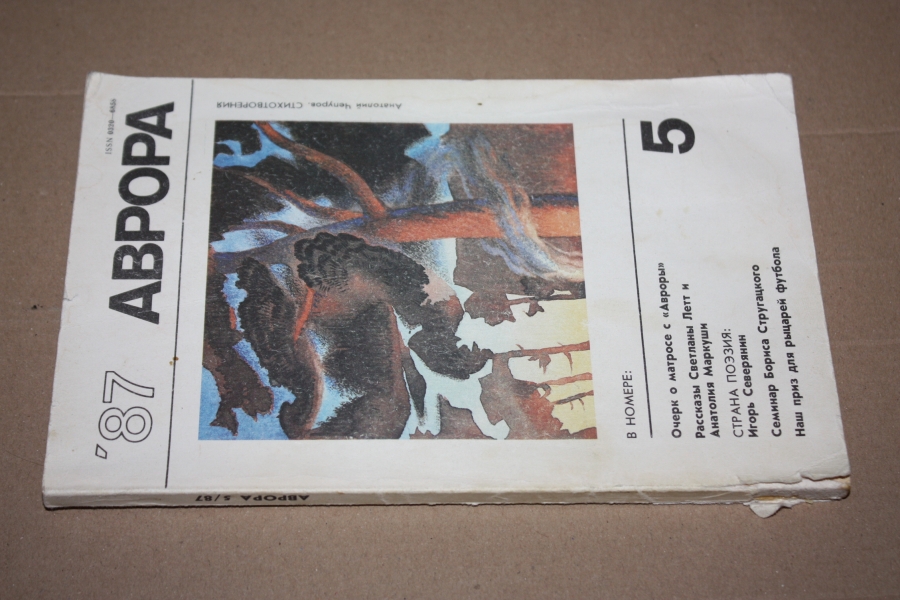 '87 АВРОРА
ISSN 0320—858X
Анатолий Чепуров. СТИХОТВОРЕНИЯ
5
В НОМЕРЕ:
Очерк о матросе с «Авроры»
Рассказы Светланы Летт и
Анатолия Маркуши
СТРАНА ПОЭЗИЯ:
Игорь Северянин
Семинар Бориса Стругацкого
Наш приз для рыцарей футбола
АВРОРА 5/87